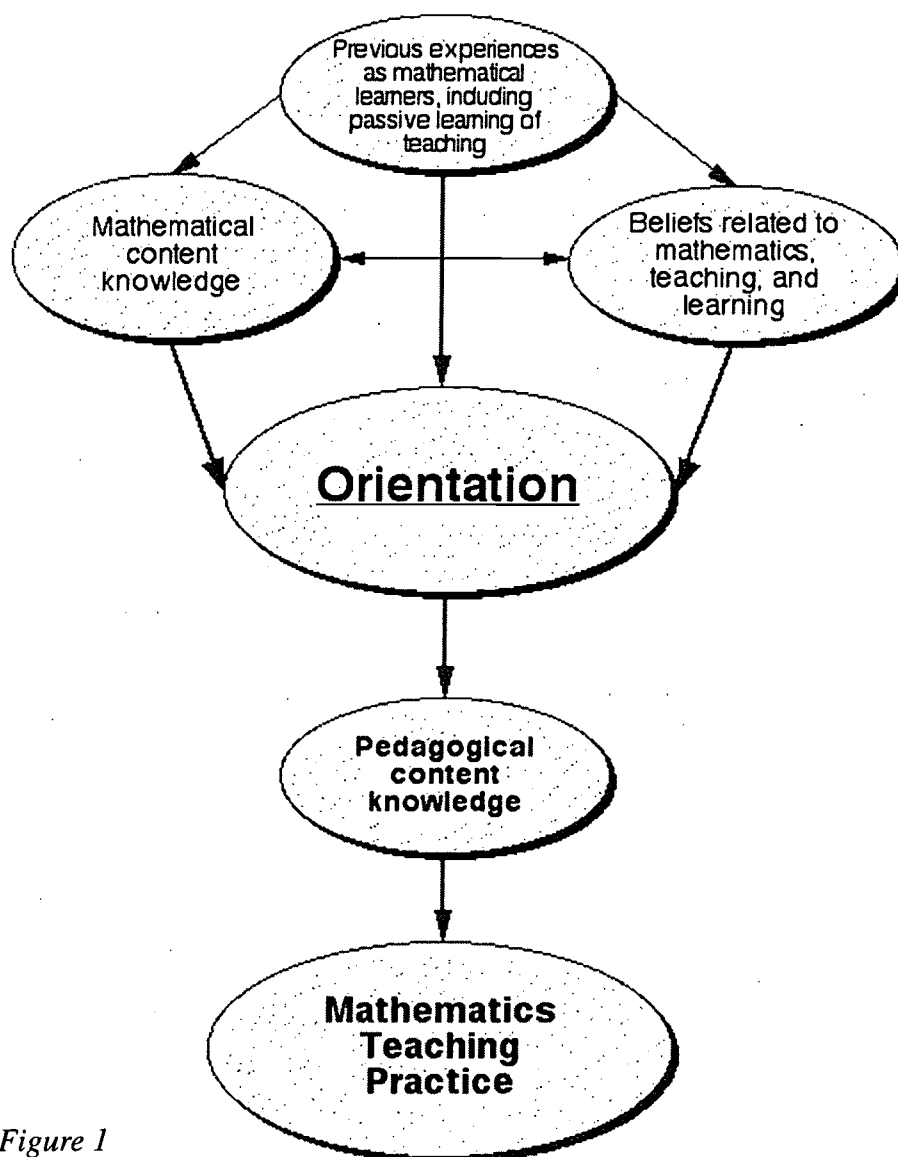 Previous experiences
as mathematical
learners, including
passive learning of
teaching
Mathematical
content
knowledge
Beliefs related to
mathematics,
teaching, and
learning
Orientation
Pedagogical
content
knowledge
Mathematics
Teaching
Practice
Figure 1